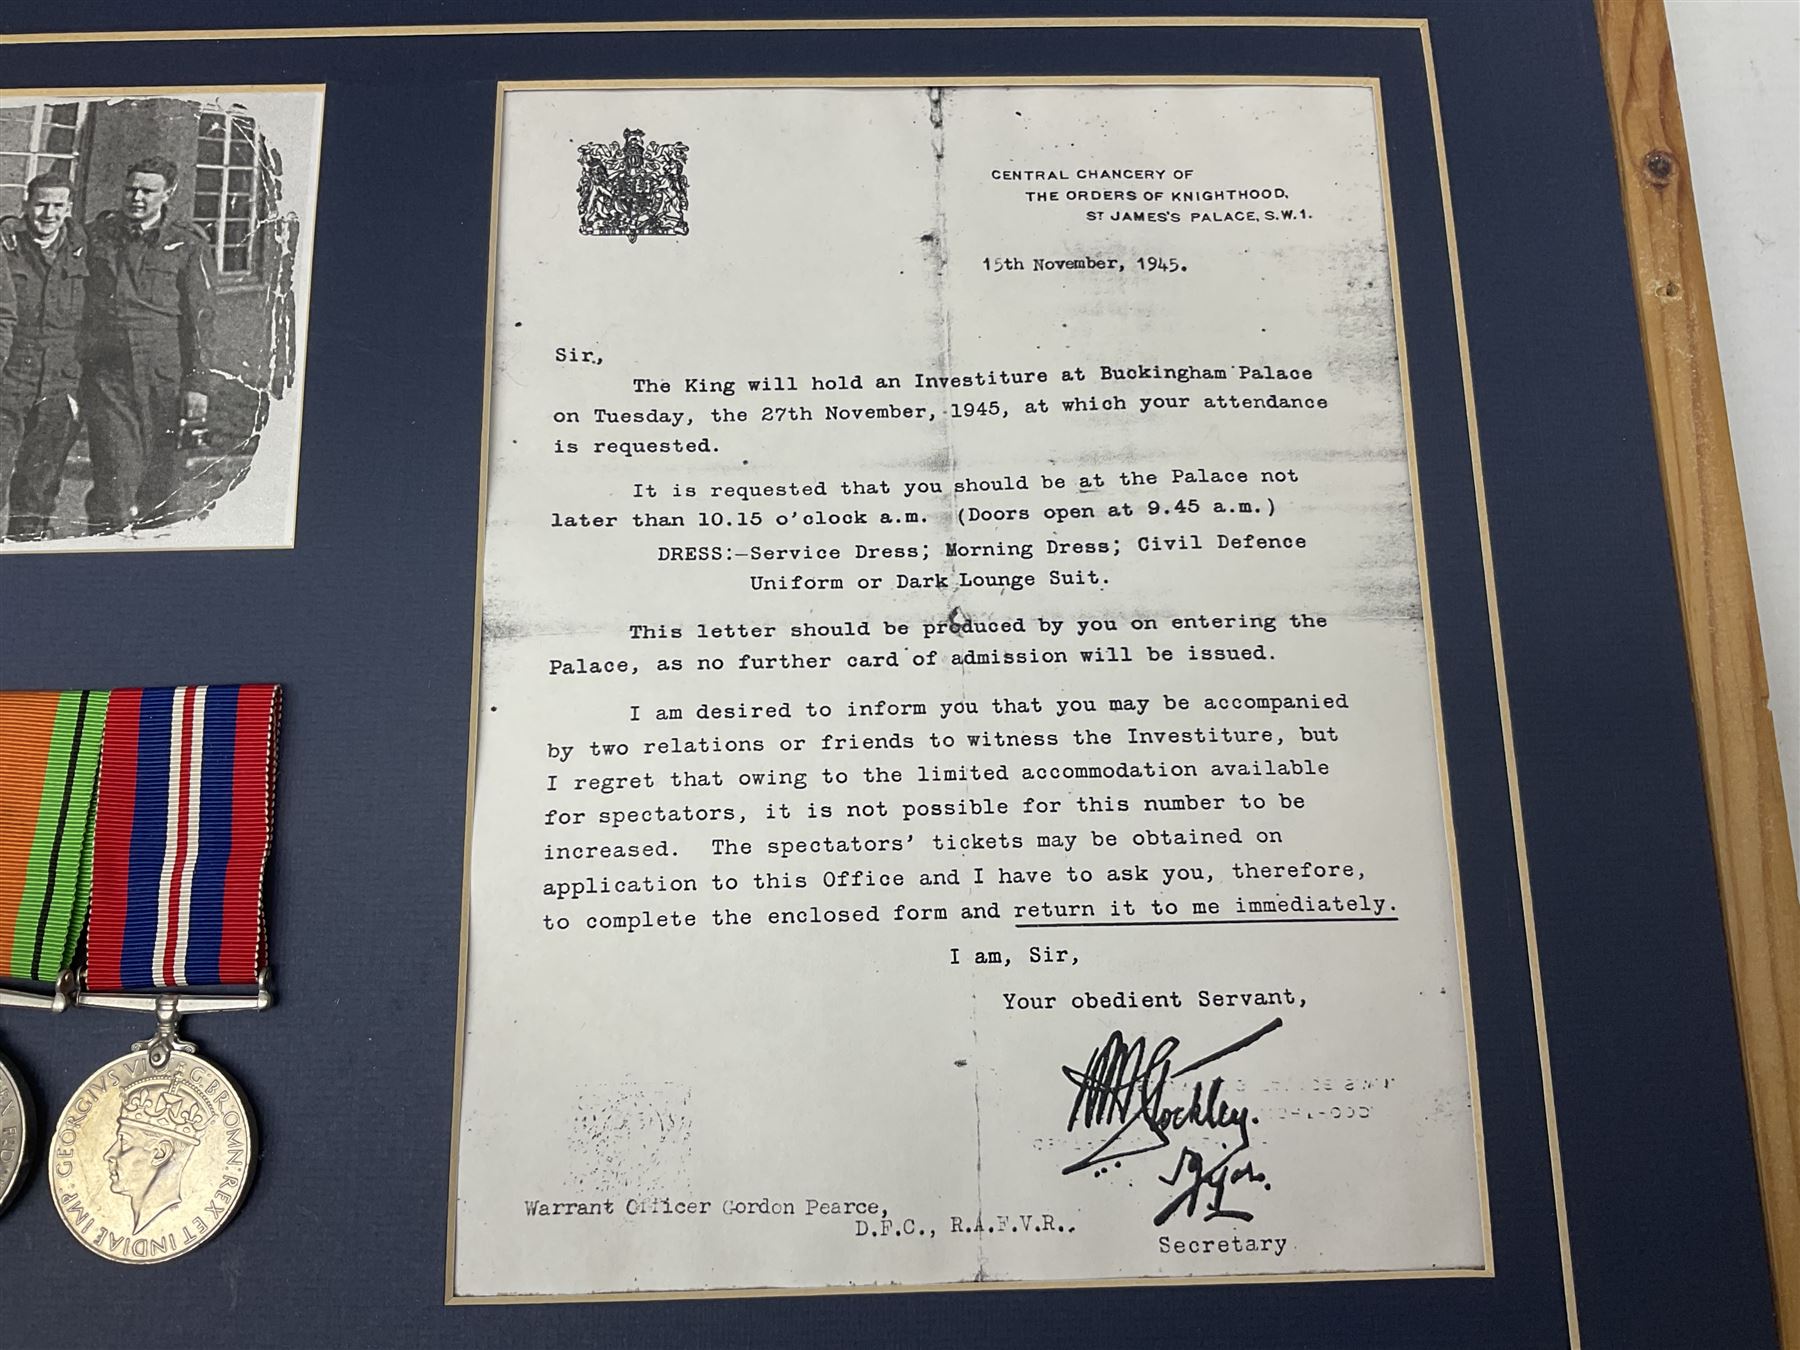 CENTRAL CHANCERY OF
THE ORDERS OF KNIGHTHOOD,
ST JAMES'S PALACE, S.W.1.
15th November, 1945.
Sir,
The King will hold an Investiture at Buckingham Palace
on Tuesday, the 27th November, 1945, at which your attendance
is requested.
It is requested that you should be at the Palace not
later than 10.15 o'clock a.m. (Doors open at 9.45 a.m.)
DRESS:—Service Dress; Morning Dress; Civil Defence
Uniform or Dark Lounge Suit.
This letter should be produced by you on entering the
Palace, as no further card of admission will be issued.
I am desired to inform you that you may be accompanied
by two relations or friends to witness the Investiture, but
I regret that owing to the limited accommodation available
for spectators, it is not possible for this number to be
increased. The spectators' tickets may be obtained on
application to this Office and I have to ask you, therefore,
to complete the enclosed form and return it to me immediately.
I am, Sir,
Your obedient Servant,
Stockley.
Major.
Secretary
Warrant Officer Gordon Pearce,
D.F.C., R.A.F.V.R..
GEORGIVS VI D:G:BR:OMN:REX ET INDIAE IMP: